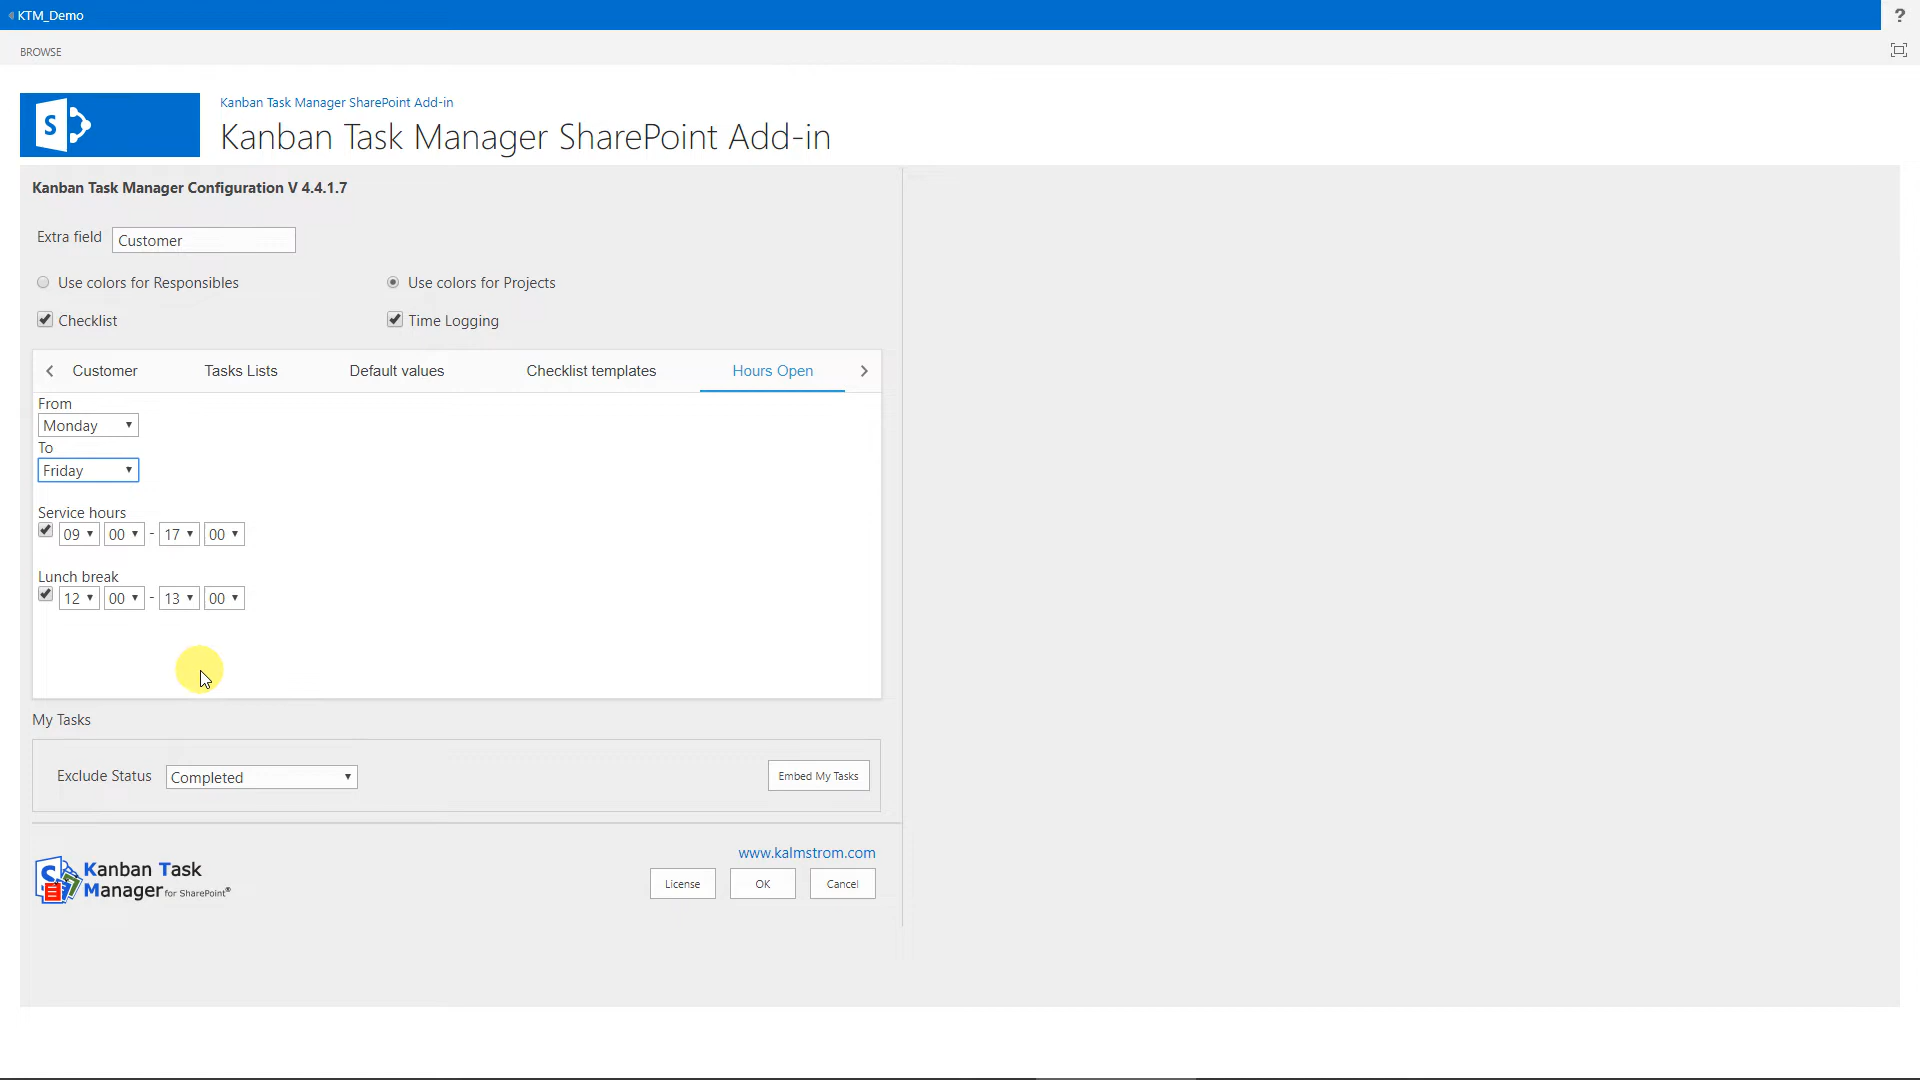 KTM_Demo
?
BROWSE
S
Kanban Task Manager SharePoint Add-in
Kanban Task Manager SharePoint Add-in
Kanban Task Manager Configuration V 4.4.1.7
Extra field Customer
Use colors for Responsibles Use colors for Projects
Checklist Time Logging
Customer Tasks Lists Default values Checklist templates Hours Open
From
Monday
To
Friday
Service hours
09 00 - 17 00
Lunch break
12 00 - 13 00
My Tasks
Exclude Status Completed Embed My Tasks
www.kalmstrom.com
S Kanban Task
Manager for SharePoint®
License OK Cancel